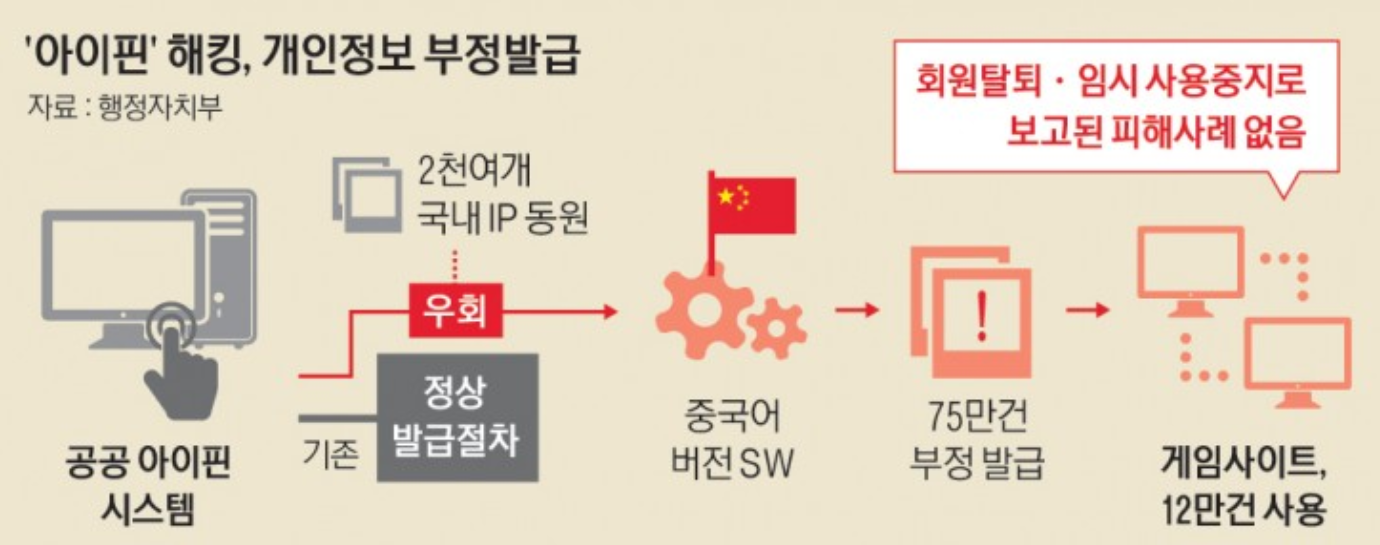 '아이핀' 해킹, 개인정보 부정발급
자료 : 행정자치부
회원탈퇴 · 임시 사용중지로
보고된 피해사례 없음
2천여개
국내 IP 동원
우회
정상
발급절차
기존
공공 아이핀
시스템
중국어
버전 SW
!
75만건
부정 발급
게임사이트,
12만건 사용